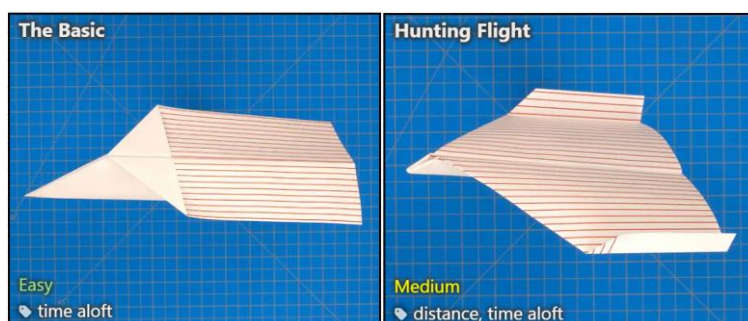 The Basic
Easy
time aloft
Hunting Flight
Medium
distance, time aloft